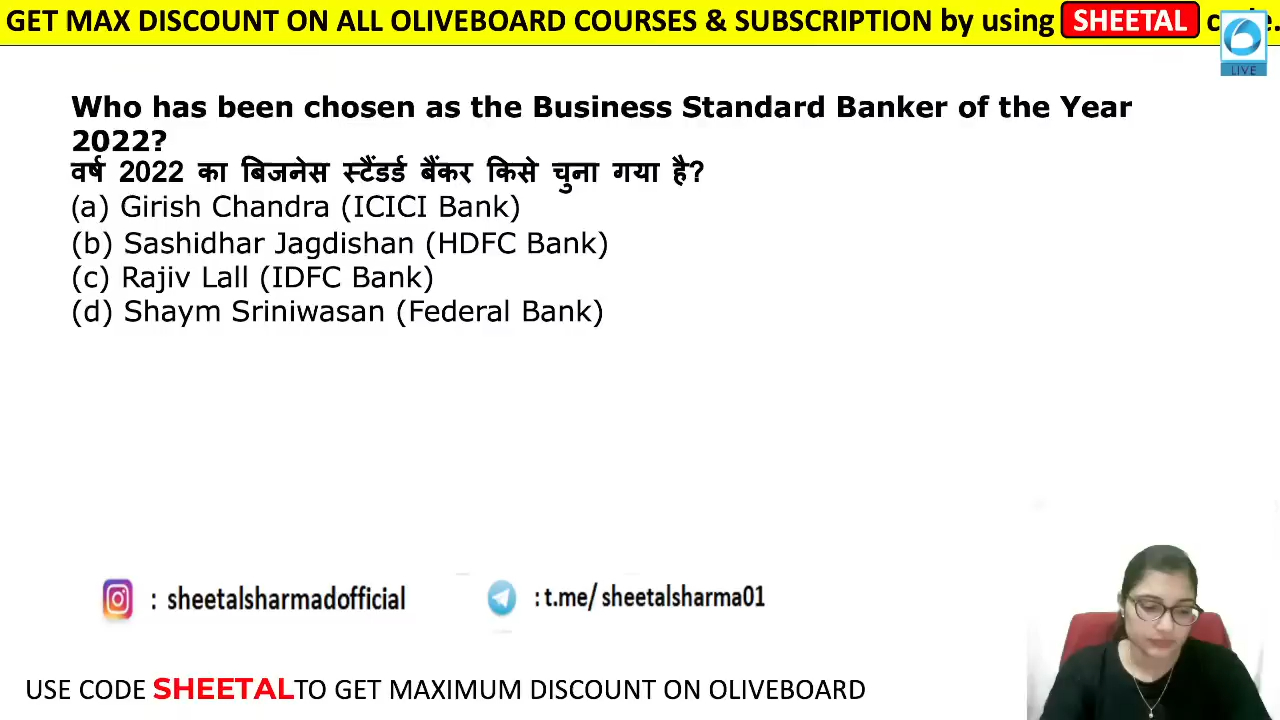 GET MAX DISCOUNT ON ALL OLIVEBOARD COURSES & SUBSCRIPTION by using SHEETAL code.
LIVE
Who has been chosen as the Business Standard Banker of the Year
2022?
वर्ष 2022 का बिजनेस स्टैंडर्ड बैंकर किसे चुना गया है?
(a) Girish Chandra (ICICI Bank)
(b) Sashidhar Jagdishan (HDFC Bank)
(c) Rajiv Lall (IDFC Bank)
(d) Shaym Sriniwasan (Federal Bank)
: sheetalsharmadofficial
: t.me/ sheetalsharma01
USE CODE SHEETALTO GET MAXIMUM DISCOUNT ON OLIVEBOARD